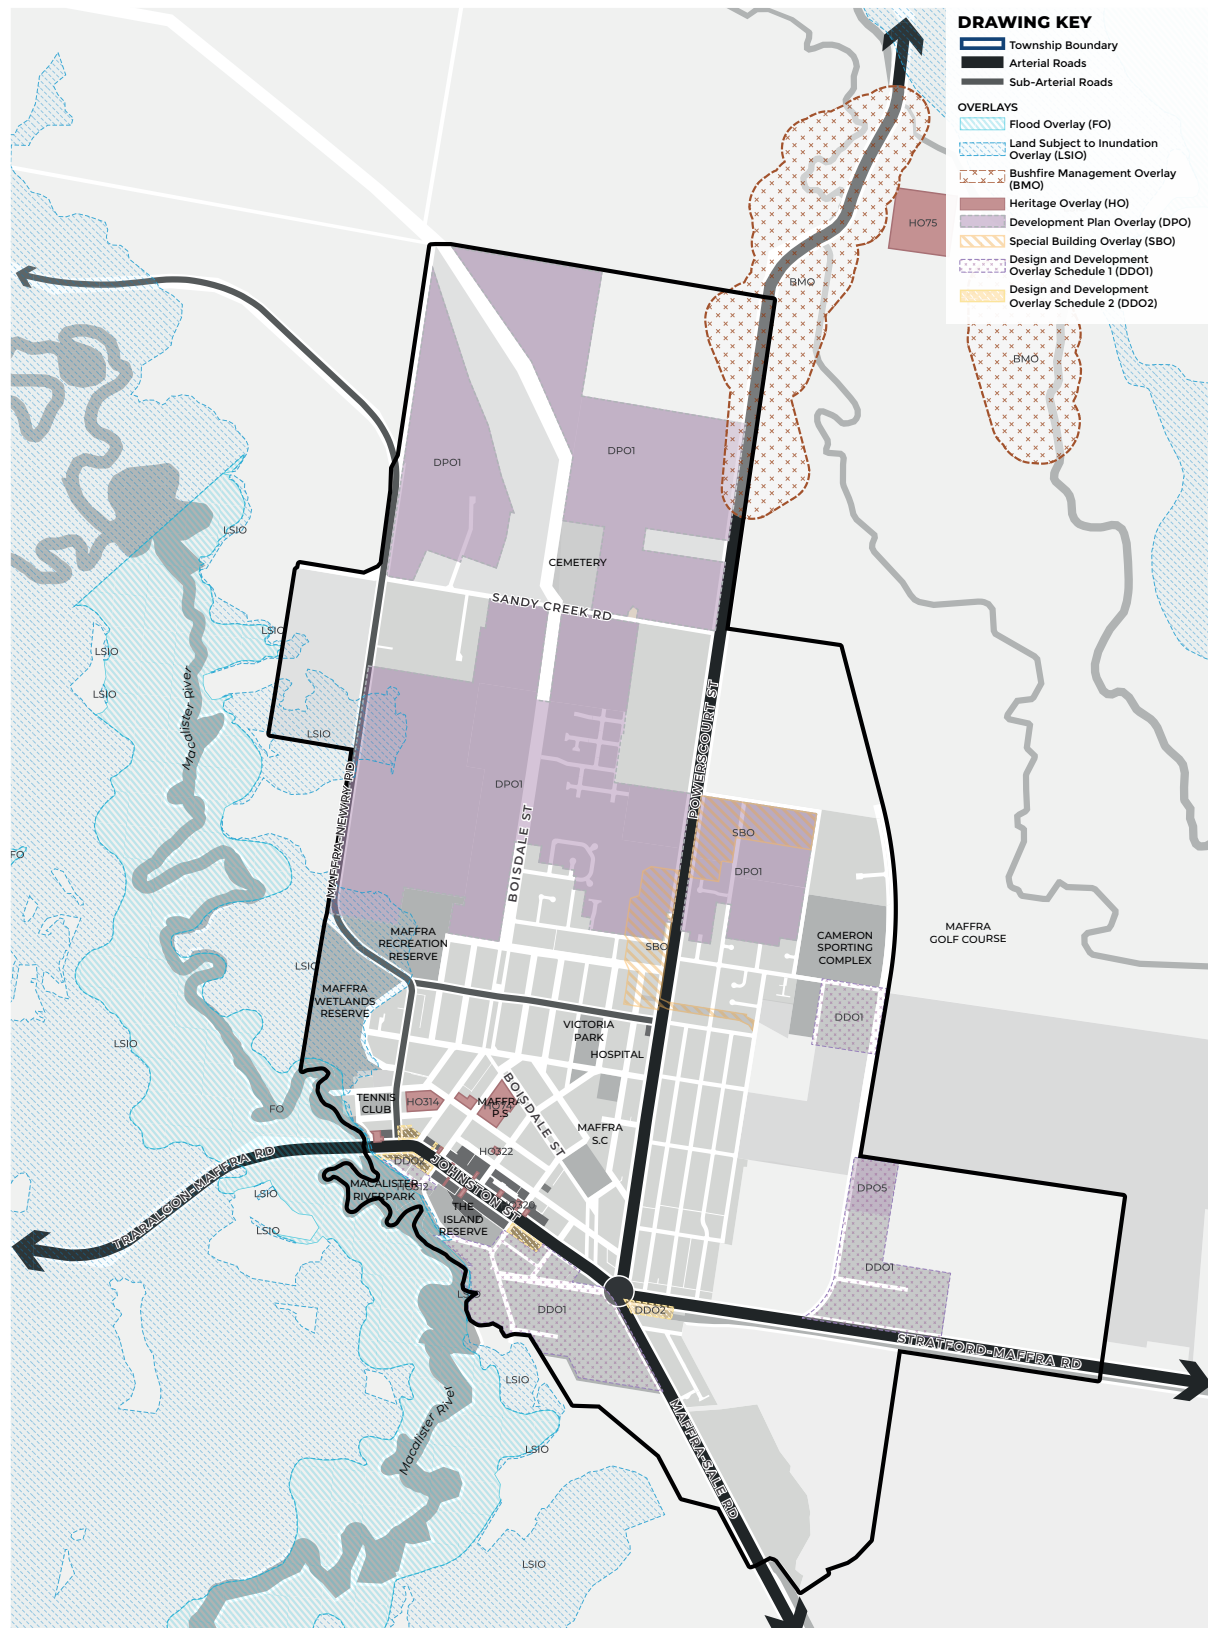 DRAWING KEY
Township Boundary
Arterial Roads
Sub-Arterial Roads
OVERLAYS
Flood Overlay (FO)
Land Subject to Inundation
Overlay (LSIO)
Bushfire Management Overlay
(BMO)
Heritage Overlay (HO)
Development Plan Overlay (DPO)
Special Building Overlay (SBO)
Design and Development
Overlay Schedule 1 (DDO1)
Design and Development
Overlay Schedule 2 (DDO2)
HO75
BMO
BMO
DPO1
DPO1
LSIO
CEMETERY
SANDY CREEK RD
LSIO
LSIO
LSIO
Macalister River
LSIO
POWERSCOURT ST
DPO1
MAFFRA-NEWRY RD
BOISDALE ST
SBO
FO
DPO1
MAFFRA
RECREATION
RESERVE
SBO
CAMERON
SPORTING
COMPLEX
MAFFRA
GOLF COURSE
LSIO
MAFFRA
WETLANDS
RESERVE
DDO1
LSIO
VICTORIA
PARK
HOSPITAL
BOISDALE ST
TENNIS
CLUB
HO314
MAFFRA
P.S
FO
MAFFRA
S.C
HO322
TRARALGON-MAFFRA RD
JOHNSTON ST
MACALISTER
RIVERPARK
LSIO
THE
ISLAND
RESERVE
DPO5
LSIO
DDO1
DDO1
DDO2
STRATFORD-MAFFRA RD
LSIO
Macalister River
MAFFRA-SALE RD
LSIO
LSIO